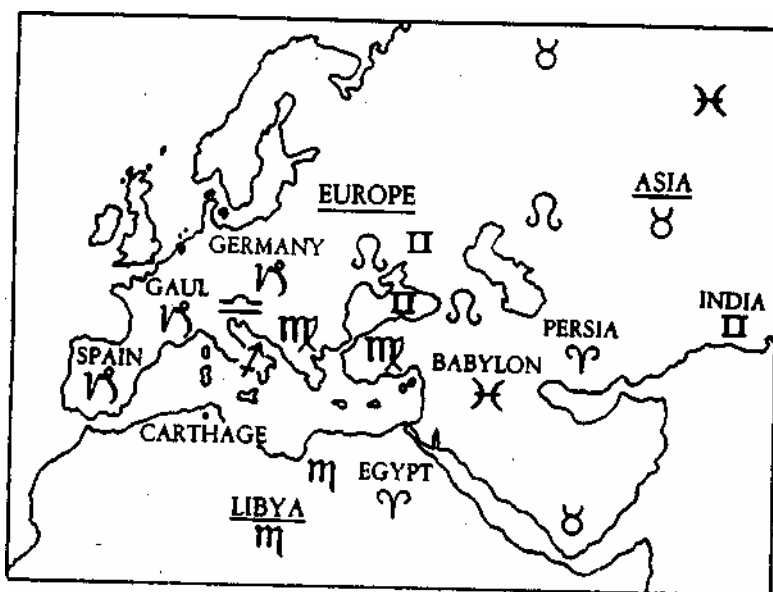 ♉
♓
ASIA
♉
EUROPE
♌
GERMANY
♑
♌
♊
GAUL
♑
♎
♏
♊
♌
INDIA
♊
SPAIN
♑
♐
♍
BABYLON
♓
PERSIA
♈
CARTHAGE
♏
EGYPT
♈
LIBYA
♏
♉